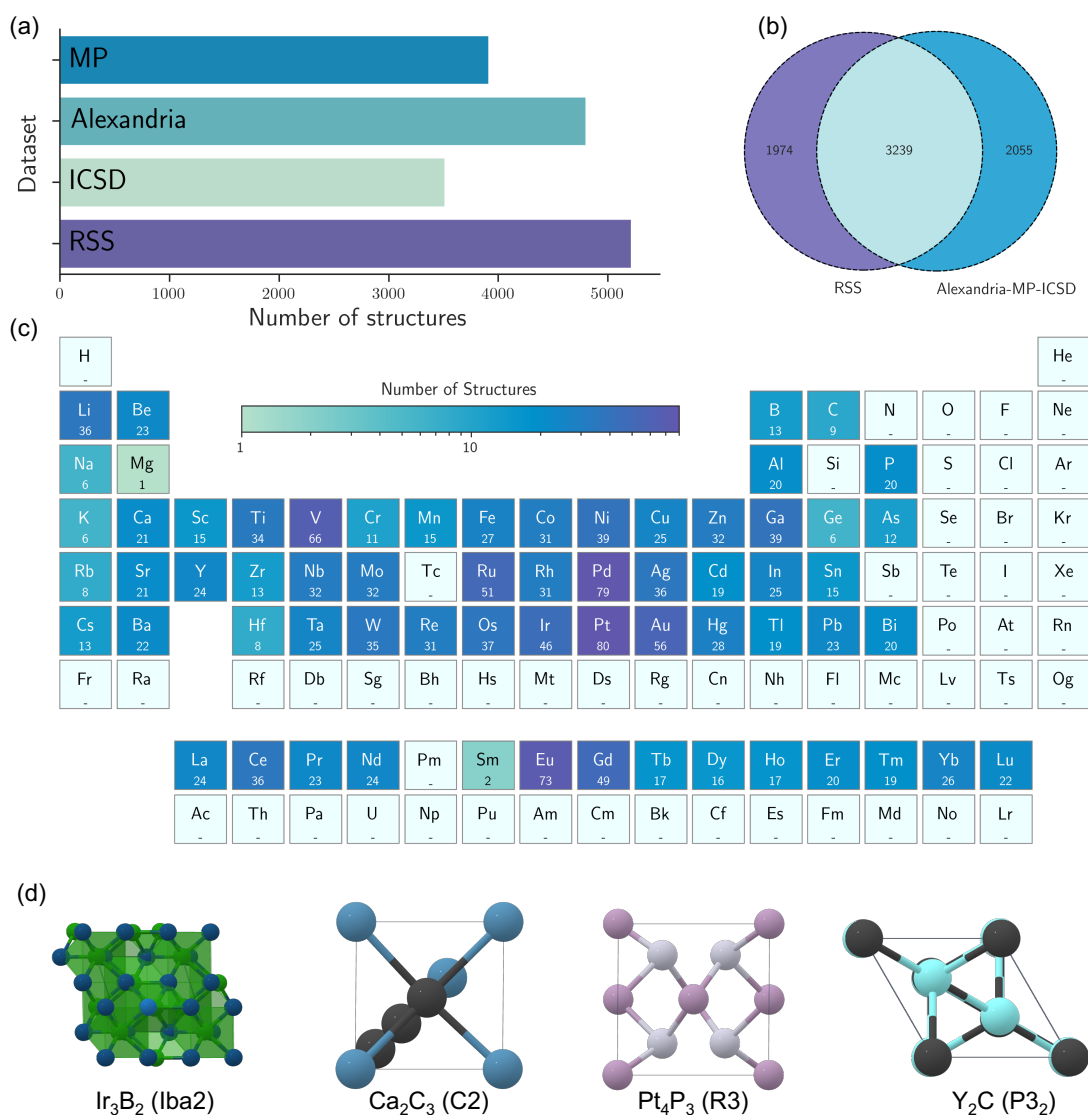 (a)
MP
Alexandria
ICSD
RSS
Dataset
0 1000 2000 3000 4000 5000
Number of structures
(b)
1974 3239 2055
RSS Alexandria-MP-ICSD
(c)
Number of Structures
1 10
H He
- -
Li Be B C N O F Ne
36 23 13 9 - - - -
Na Mg Al Si P S Cl Ar
6 1 20 - 20 - - -
K Ca Sc Ti V Cr Mn Fe Co Ni Cu Zn Ga Ge As Se Br Kr
6 21 15 34 66 11 15 27 31 39 25 32 39 6 12 - - -
Rb Sr Y Zr Nb Mo Tc Ru Rh Pd Ag Cd In Sn Sb Te I Xe
8 21 24 13 32 32 - 51 31 79 36 19 25 15 - - - -
Cs Ba Hf Ta W Re Os Ir Pt Au Hg Tl Pb Bi Po At Rn
13 22 8 25 35 31 37 46 80 56 28 19 23 20 - - -
Fr Ra Rf Db Sg Bh Hs Mt Ds Rg Cn Nh Fl Mc Lv Ts Og
- - - - - - - - - - - - - - - - -
La Ce Pr Nd Pm Sm Eu Gd Tb Dy Ho Er Tm Yb Lu
24 36 23 24 - 2 73 49 17 16 17 20 19 26 22
Ac Th Pa U Np Pu Am Cm Bk Cf Es Fm Md No Lr
- - - - - - - - - - - - - - -
(d)
Ir₃B₂ (Iba2) Ca₂C₃ (C2) Pt₄P₃ (R3) Y₂C (P3₂)